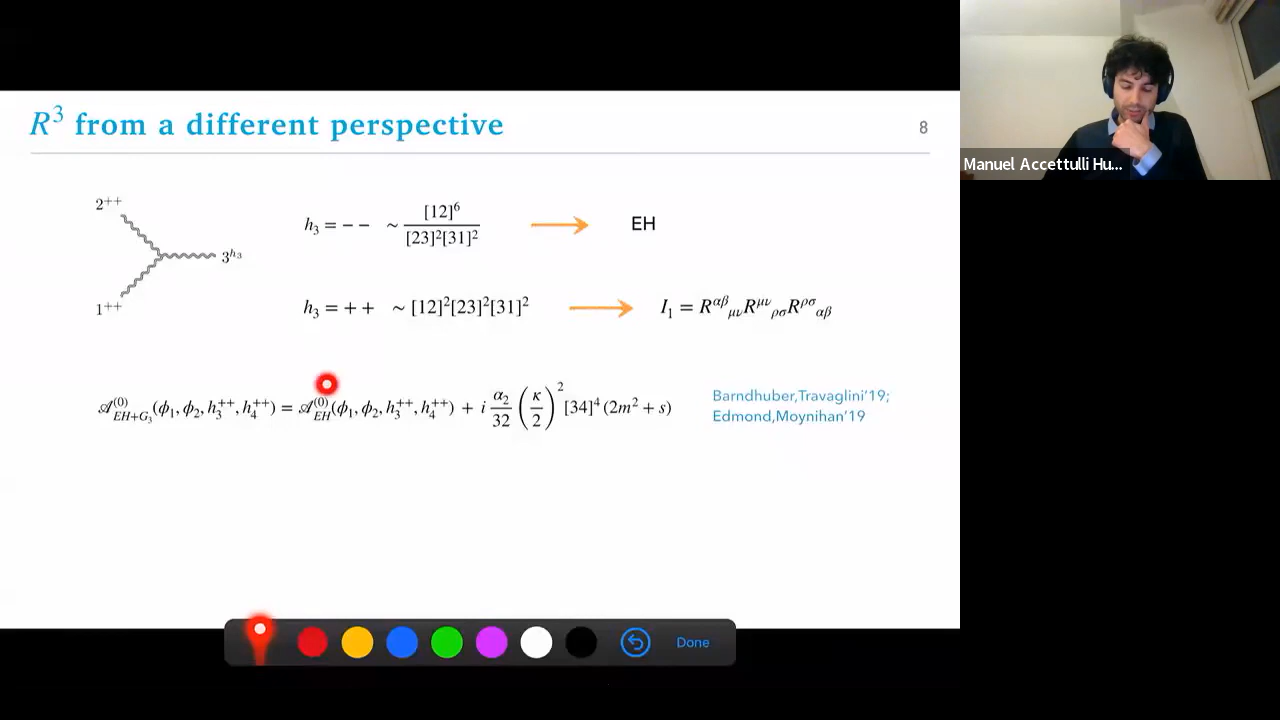 R³ from a different perspective
8
2⁺⁺
3^{h₃}
1⁺⁺
h₃ = − − ~ [12]⁶ / [23]²[31]² EH
h₃ = + + ~ [12]²[23]²[31]² I₁ = R^{αβ}_{μν}R^{μν}_{ρσ}R^{ρσ}_{αβ}
𝒜^{(0)}_{EH+G₃}(ϕ₁, ϕ₂, h₃⁺⁺, h₄⁺⁺) = 𝒜^{(0)}_{EH}(ϕ₁, ϕ₂, h₃⁺⁺, h₄⁺⁺) + i α₂/32 (κ/2)² [34]⁴ (2m² + s)
Barndhuber,Travaglini'19;
Edmond,Moynihan'19
Done
Manuel Accettulli Hu...